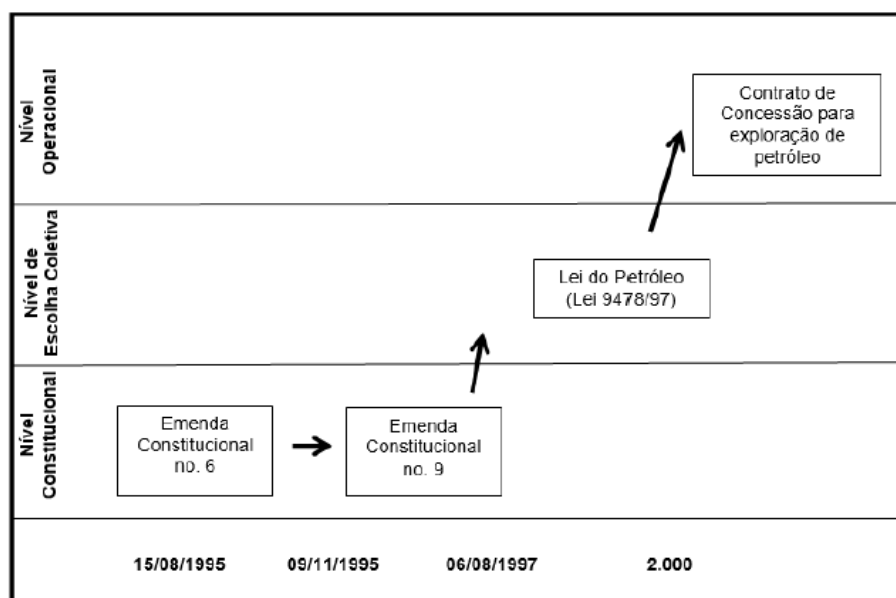 Nível
Operacional
Contrato de
Concessão para
exploração de
petróleo
Nível de
Escolha Coletiva
Lei do Petróleo
(Lei 9478/97)
Nível
Constitucional
Emenda
Constitucional
no. 6
Emenda
Constitucional
no. 9
15/08/1995 09/11/1995 06/08/1997 2.000